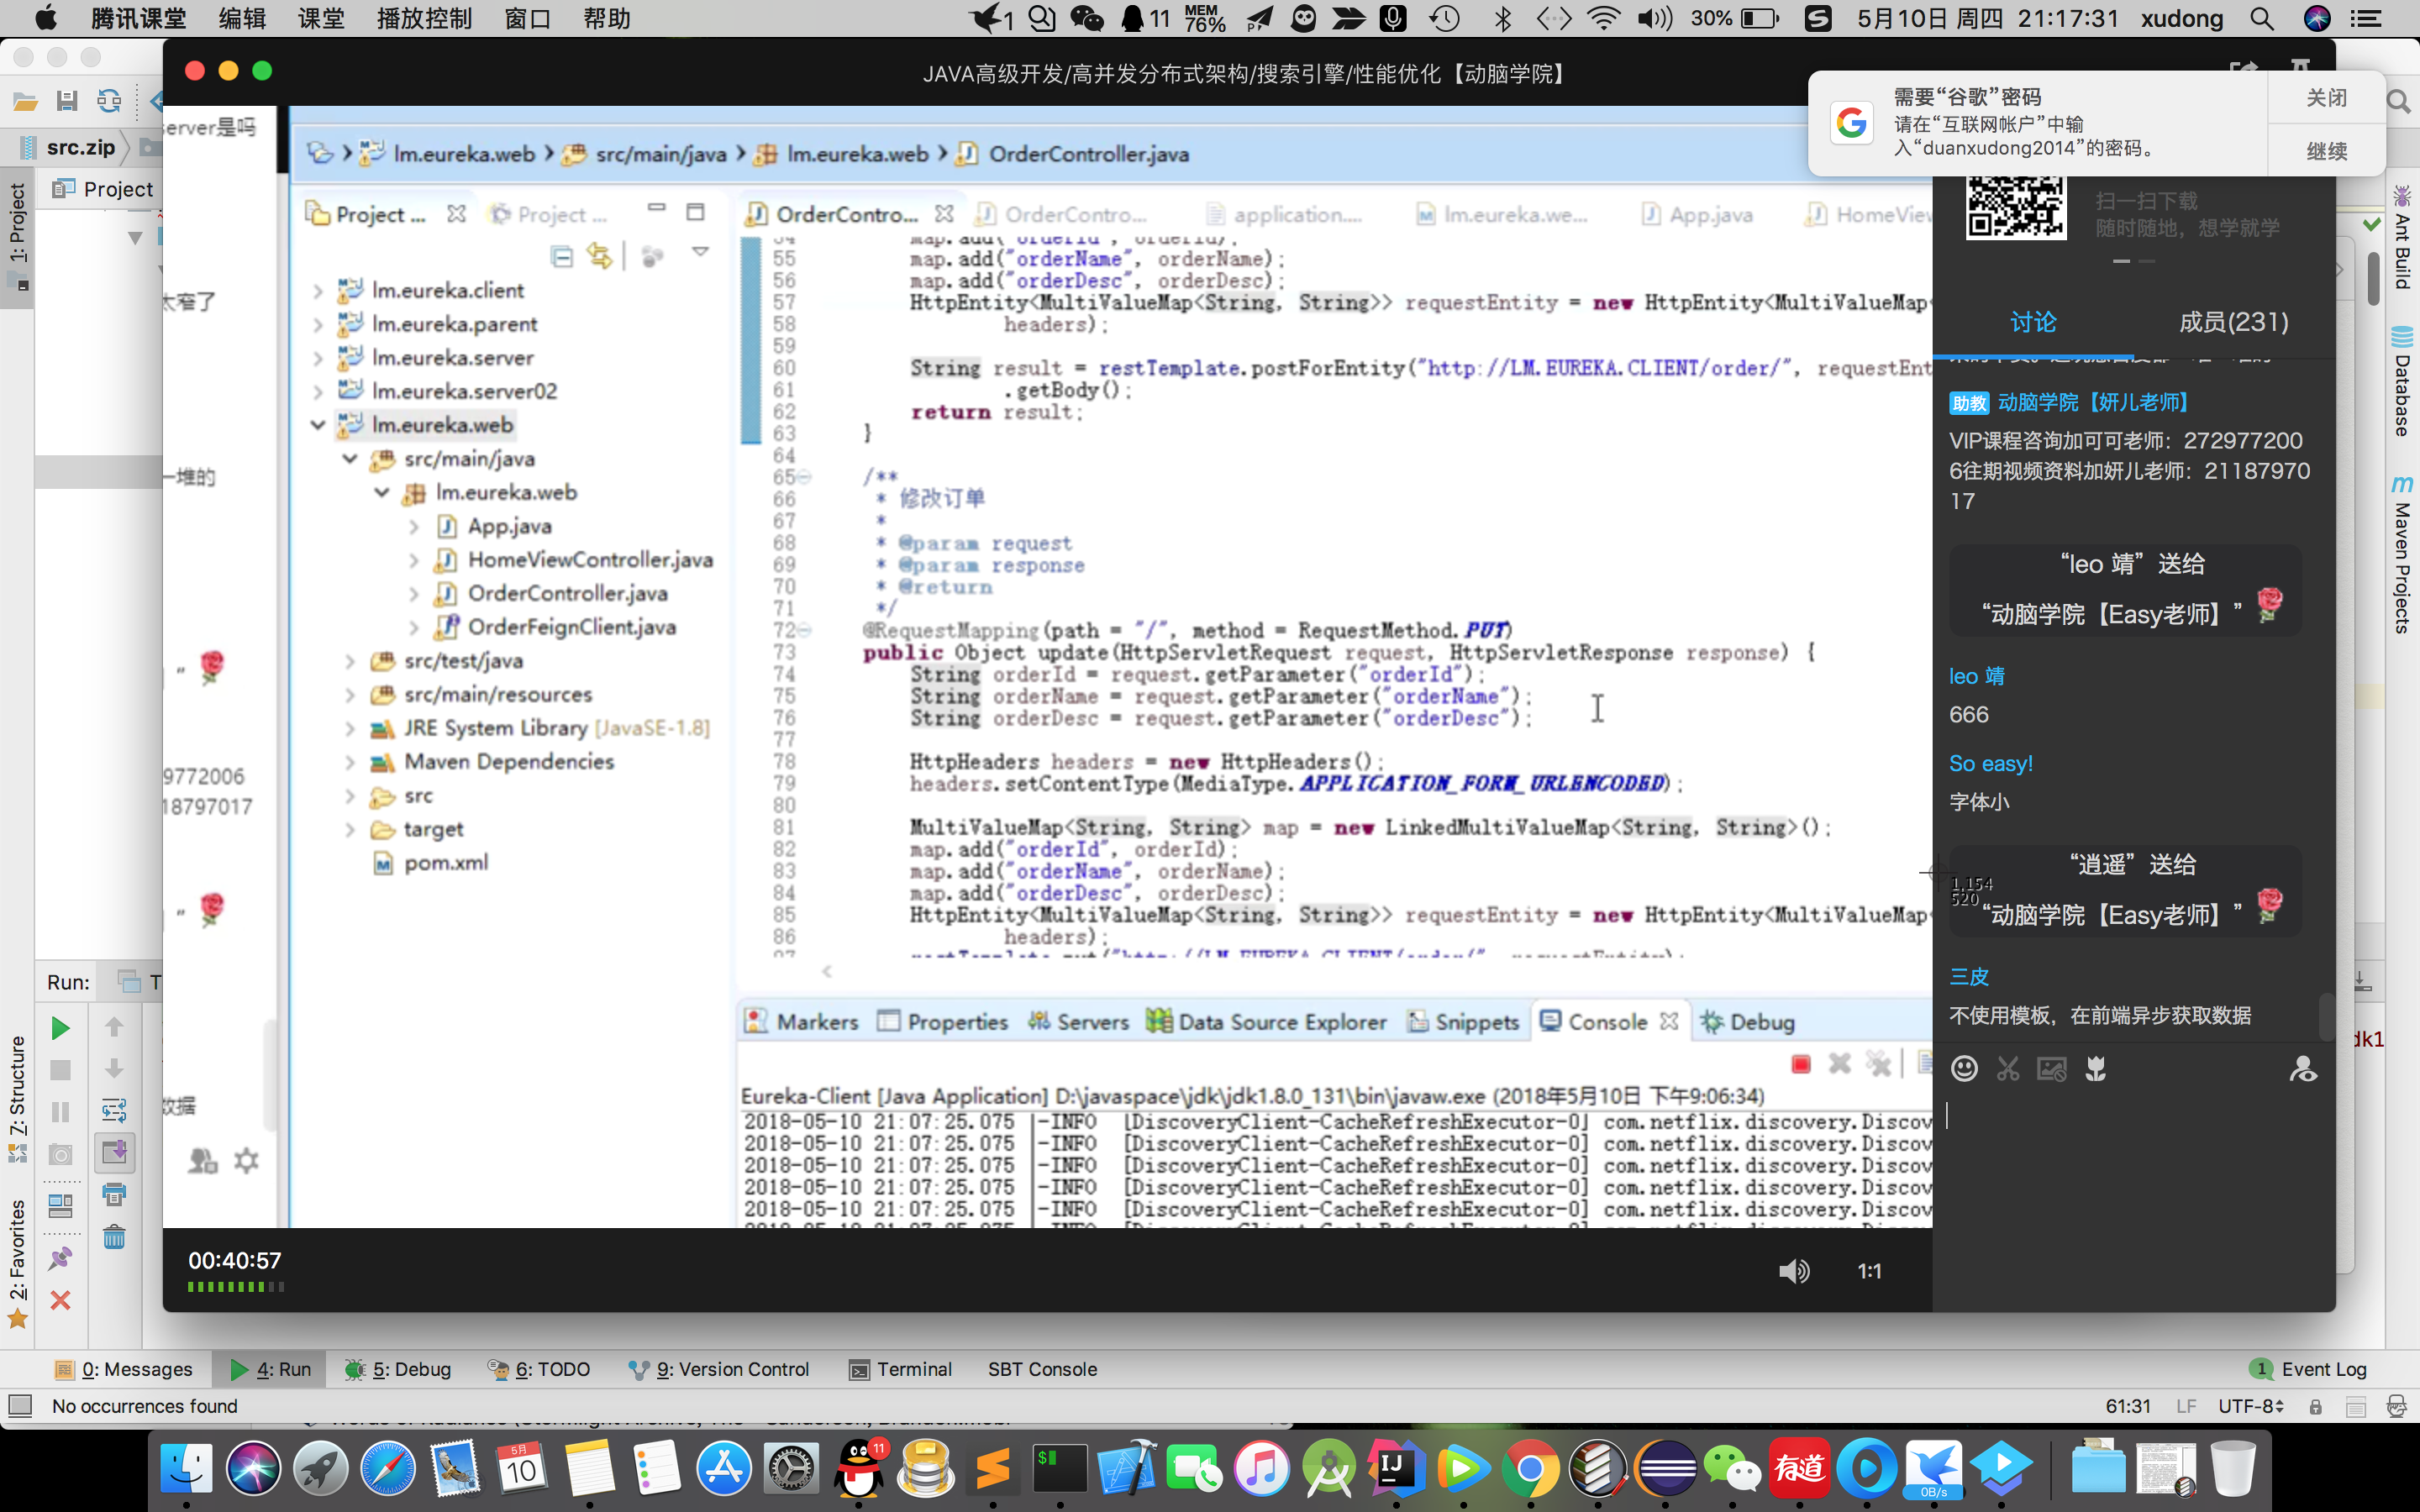 腾讯课堂 编辑 课堂 播放控制 窗口 帮助
1 11 MEM 76% 30% 5月10日 周四 21:17:31 xudong
JAVA高级开发/高并发分布式架构/搜索引擎/性能优化【动脑学院】
需要“谷歌”密码
请在“互联网帐户”中输
入“duanxudong2014”的密码。
关闭
继续
src.zip
Project
1: Project
7: Structure
2: Favorites
erver是吗
太窄了
一堆的
9772006
18797017
数据
Run:
lm.eureka.web src/main/java lm.eureka.web OrderController.java
Project ... Project ...
lm.eureka.client
lm.eureka.parent
lm.eureka.server
lm.eureka.server02
lm.eureka.web
src/main/java
lm.eureka.web
App.java
HomeViewController.java
OrderController.java
OrderFeignClient.java
src/test/java
src/main/resources
JRE System Library [JavaSE-1.8]
Maven Dependencies
src
target
pom.xml
OrderContro... OrderContro... application.... lm.eureka.we... App.java HomeView
54 map.add("orderId", orderId);
55 map.add("orderName", orderName);
56 map.add("orderDesc", orderDesc);
57 HttpEntity<MultiValueMap<String, String>> requestEntity = new HttpEntity<MultiValueMap<
58 headers);
59
60 String result = restTemplate.postForEntity("http://LM.EUREKA.CLIENT/order/", requestEnt
61 .getBody();
62 return result;
63 }
64
65 /**
66 * 修改订单
67 *
68 * @param request
69 * @param response
70 * @return
71 */
72 @RequestMapping(path = "/", method = RequestMethod.PUT)
73 public Object update(HttpServletRequest request, HttpServletResponse response) {
74 String orderId = request.getParameter("orderId");
75 String orderName = request.getParameter("orderName");
76 String orderDesc = request.getParameter("orderDesc");
77
78 HttpHeaders headers = new HttpHeaders();
79 headers.setContentType(MediaType.APPLICATION_FORM_URLENCODED);
80
81 MultiValueMap<String, String> map = new LinkedMultiValueMap<String, String>();
82 map.add("orderId", orderId);
83 map.add("orderName", orderName);
84 map.add("orderDesc", orderDesc);
85 HttpEntity<MultiValueMap<String, String>> requestEntity = new HttpEntity<MultiValueMap<
86 headers);
Markers Properties Servers Data Source Explorer Snippets Console Debug
Eureka-Client [Java Application] D:\javaspace\jdk\jdk1.8.0_131\bin\javaw.exe (2018年5月10日 下午9:06:34)
2018-05-10 21:07:25.075 |-INFO [DiscoveryClient-CacheRefreshExecutor-0] com.netflix.discovery.Discov
2018-05-10 21:07:25.075 |-INFO [DiscoveryClient-CacheRefreshExecutor-0] com.netflix.discovery.Discov
2018-05-10 21:07:25.075 |-INFO [DiscoveryClient-CacheRefreshExecutor-0] com.netflix.discovery.Discov
2018-05-10 21:07:25.075 |-INFO [DiscoveryClient-CacheRefreshExecutor-0] com.netflix.discovery.Discov
2018-05-10 21:07:25.075 |-INFO [DiscoveryClient-CacheRefreshExecutor-0] com.netflix.discovery.Discov
00:40:57
1:1
扫一扫下载
随时随地，想学就学
讨论 成员(231)
助教 动脑学院【妍儿老师】
VIP课程咨询加可可老师：272977200
6往期视频资料加妍儿老师：21187970
17
“leo 靖” 送给
“动脑学院【Easy老师】”
leo 靖
666
So easy!
字体小
“逍遥” 送给
“动脑学院【Easy老师】”
1,154
520
三皮
不使用模板，在前端异步获取数据
Ant Build
Database
Maven Projects
dk1
0: Messages 4: Run 5: Debug 6: TODO 9: Version Control Terminal SBT Console 1 Event Log
No occurrences found 61:31 LF UTF-8
5月
10
11
$
IJ
有道
0B/s